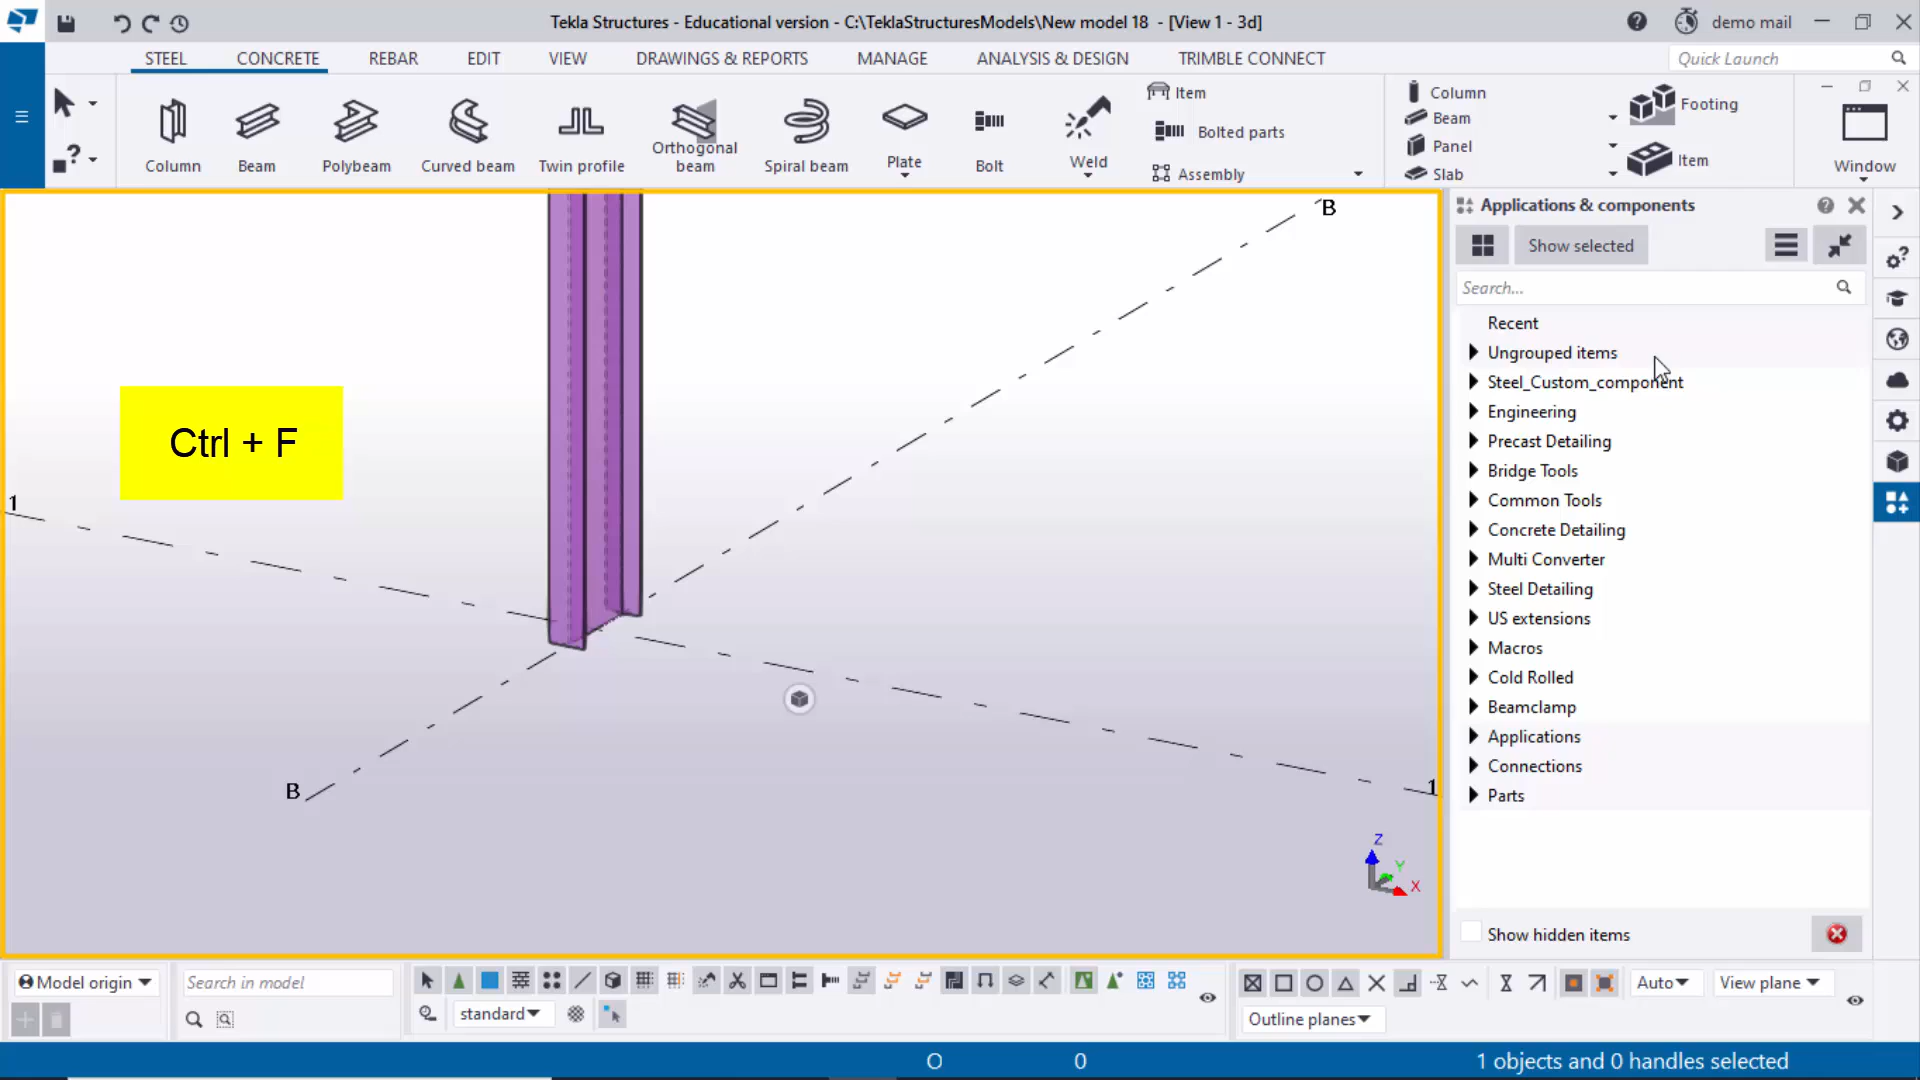 Tekla Structures - Educational version - C:\TeklaStructuresModels\New model 18 - [View 1 - 3d]
demo mail
STEEL CONCRETE REBAR EDIT VIEW DRAWINGS & REPORTS MANAGE ANALYSIS & DESIGN TRIMBLE CONNECT
Quick Launch
Column
Beam
Polybeam
Curved beam
Twin profile
Orthogonal
beam
Spiral beam
Plate
Bolt
Weld
Item
Bolted parts
Assembly
Column
Beam
Panel
Slab
Footing
Item
Window
B
Ctrl + F
1
B
1
Z
Y
X
Applications & components
Show selected
Search...
Recent
Ungrouped items
Steel_Custom_component
Engineering
Precast Detailing
Bridge Tools
Common Tools
Concrete Detailing
Multi Converter
Steel Detailing
US extensions
Macros
Cold Rolled
Beamclamp
Applications
Connections
Parts
Show hidden items
Model origin
Search in model
standard
Auto
View plane
Outline planes
O 0 1 objects and 0 handles selected